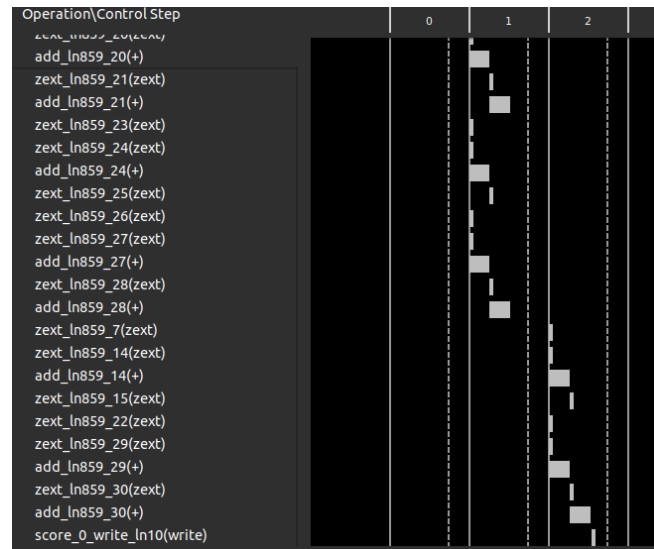 Operation\Control Step 0 1 2
zext_ln859_20(zext)
add_ln859_20(+)
zext_ln859_21(zext)
add_ln859_21(+)
zext_ln859_23(zext)
zext_ln859_24(zext)
add_ln859_24(+)
zext_ln859_25(zext)
zext_ln859_26(zext)
zext_ln859_27(zext)
add_ln859_27(+)
zext_ln859_28(zext)
add_ln859_28(+)
zext_ln859_7(zext)
zext_ln859_14(zext)
add_ln859_14(+)
zext_ln859_15(zext)
zext_ln859_22(zext)
zext_ln859_29(zext)
add_ln859_29(+)
zext_ln859_30(zext)
add_ln859_30(+)
score_0_write_ln10(write)